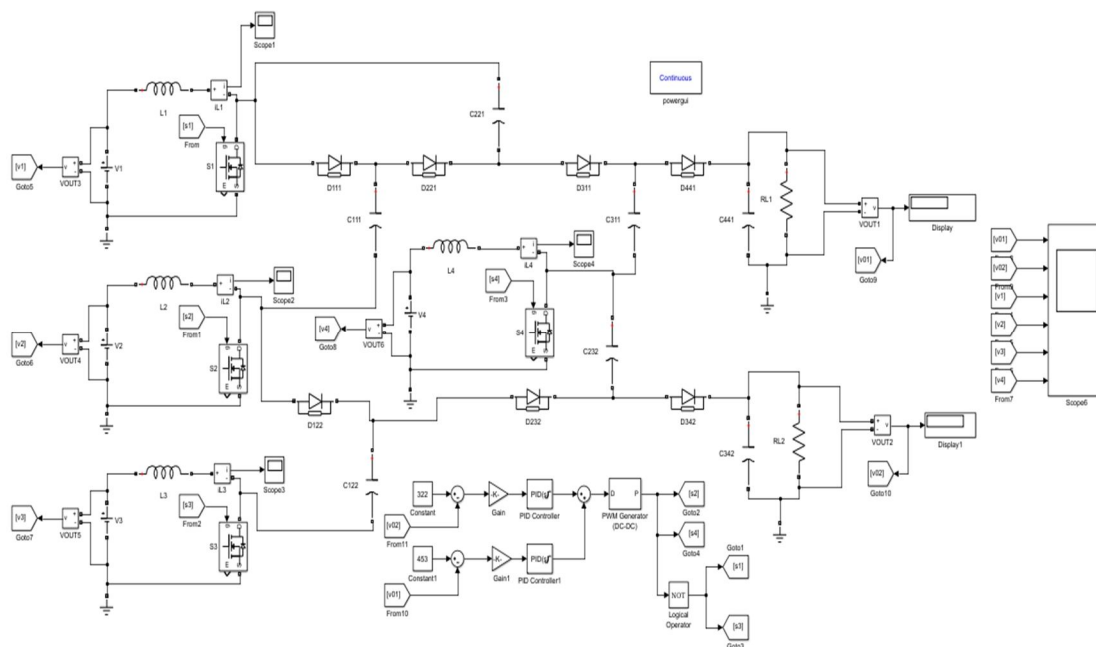 Scope1
Continuous
powergui
L1
iL1
[s1]
From
S1
g
E
[v1]
Goto5
VOUT3
V1
C221
D111
D221
D311
D441
C111
C311
C441
RL1
VOUT1
Display
[v01]
Goto9
L4
iL4
Scope4
[s4]
From3
S4
g
E
[v4]
Goto8
VOUT6
V4
C232
L2
iL2
Scope2
[s2]
From1
S2
g
E
[v2]
Goto6
VOUT4
V2
D122
D232
D342
C122
C342
RL2
VOUT2
Display1
[v02]
Goto10
L3
iL3
Scope3
[s3]
From2
S3
g
E
[v3]
Goto7
VOUT5
V3
322
Constant
[v02]
From11
-K-
Gain
PID(s)
PID Controller
D P
PWM Generator
(DC-DC)
[s2]
Goto2
[s4]
Goto4
453
Constant1
[v01]
From10
-K-
Gain1
PID(s)
PID Controller1
NOT
Logical
Operator
Goto1
[s1]
[s3]
Goto3
[v01]
[v02]
[v1]
[v2]
[v3]
[v4]
From7
Scope6